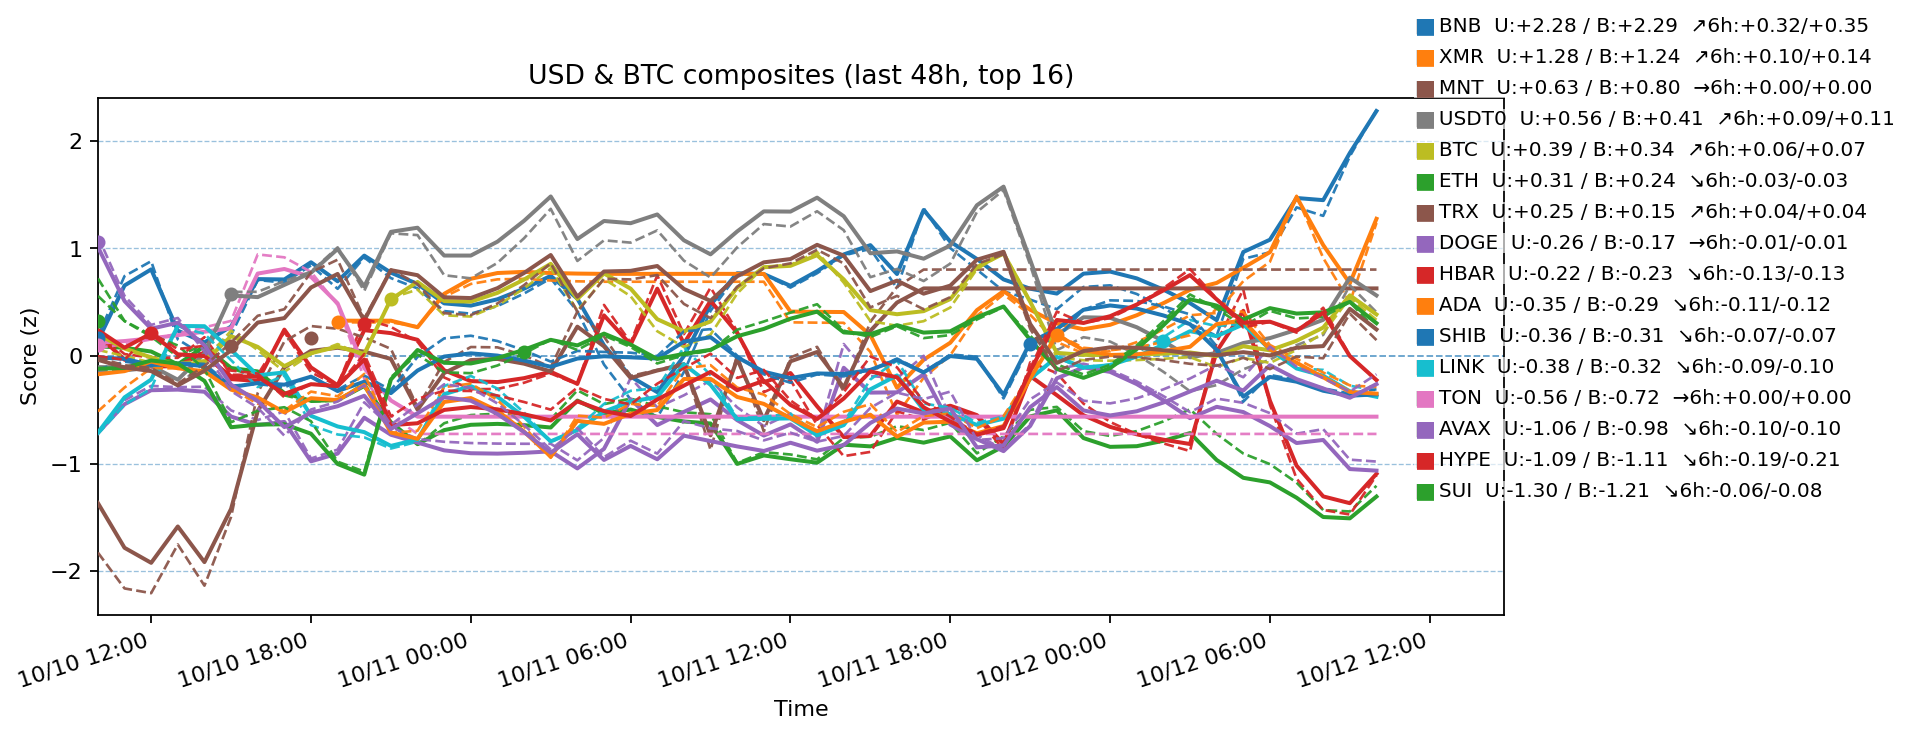 USD & BTC composites (last 48h, top 16)
BNB U:+2.28 / B:+2.29 ↗6h:+0.32/+0.35
XMR U:+1.28 / B:+1.24 ↗6h:+0.10/+0.14
MNT U:+0.63 / B:+0.80 →6h:+0.00/+0.00
USDT0 U:+0.56 / B:+0.41 ↗6h:+0.09/+0.11
BTC U:+0.39 / B:+0.34 ↗6h:+0.06/+0.07
ETH U:+0.31 / B:+0.24 ↘6h:-0.03/-0.03
TRX U:+0.25 / B:+0.15 ↗6h:+0.04/+0.04
DOGE U:-0.26 / B:-0.17 →6h:-0.01/-0.01
HBAR U:-0.22 / B:-0.23 ↘6h:-0.13/-0.13
ADA U:-0.35 / B:-0.29 ↘6h:-0.11/-0.12
SHIB U:-0.36 / B:-0.31 ↘6h:-0.07/-0.07
LINK U:-0.38 / B:-0.32 ↘6h:-0.09/-0.10
TON U:-0.56 / B:-0.72 →6h:+0.00/+0.00
AVAX U:-1.06 / B:-0.98 ↘6h:-0.10/-0.10
HYPE U:-1.09 / B:-1.11 ↘6h:-0.19/-0.21
SUI U:-1.30 / B:-1.21 ↘6h:-0.06/-0.08
Score (z)
2
1
0
−1
−2
10/10 12:00
10/10 18:00
10/11 00:00
10/11 06:00
10/11 12:00
10/11 18:00
10/12 00:00
10/12 06:00
10/12 12:00
Time